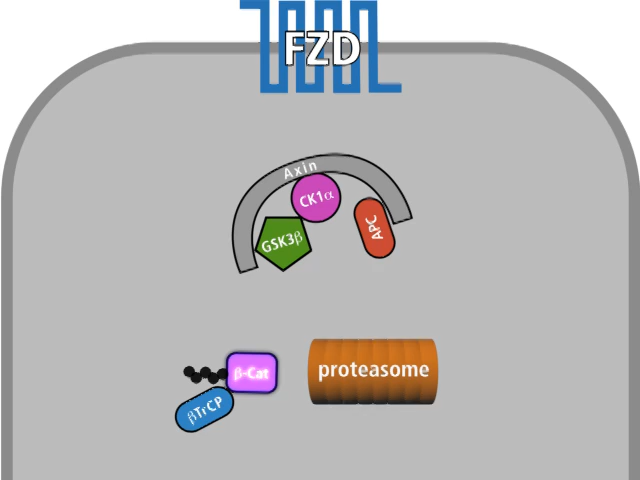 FZD
Axin
CK1α
GSK3β
APC
β-Cat
proteasome
βTrCP